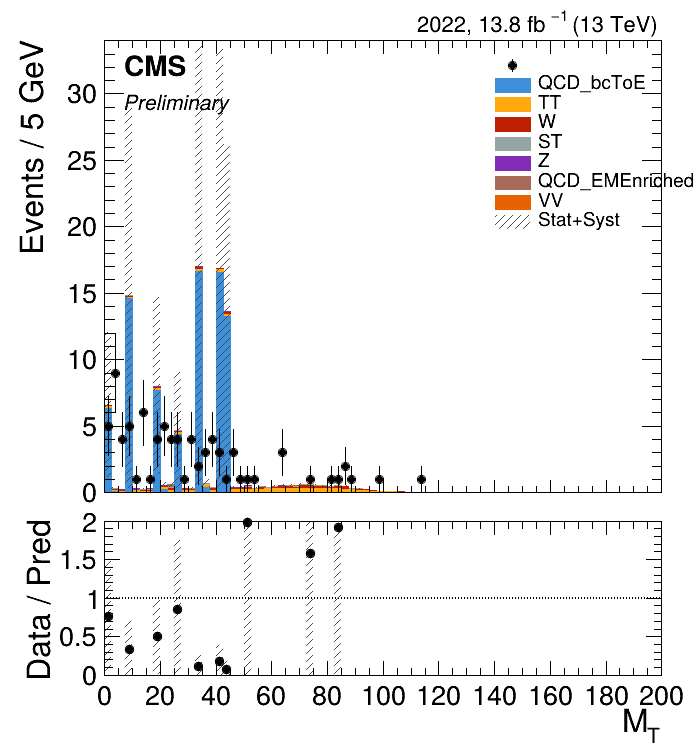 2022, 13.8 fb⁻¹ (13 TeV)
CMS
Preliminary
Events / 5 GeV
30
25
20
15
10
5
0
QCD_bcToE
TT
W
ST
Z
QCD_EMEnriched
VV
Stat+Syst
Data / Pred
2
1.5
1
0.5
0
0 20 40 60 80 100 120 140 160 180 200
M_T